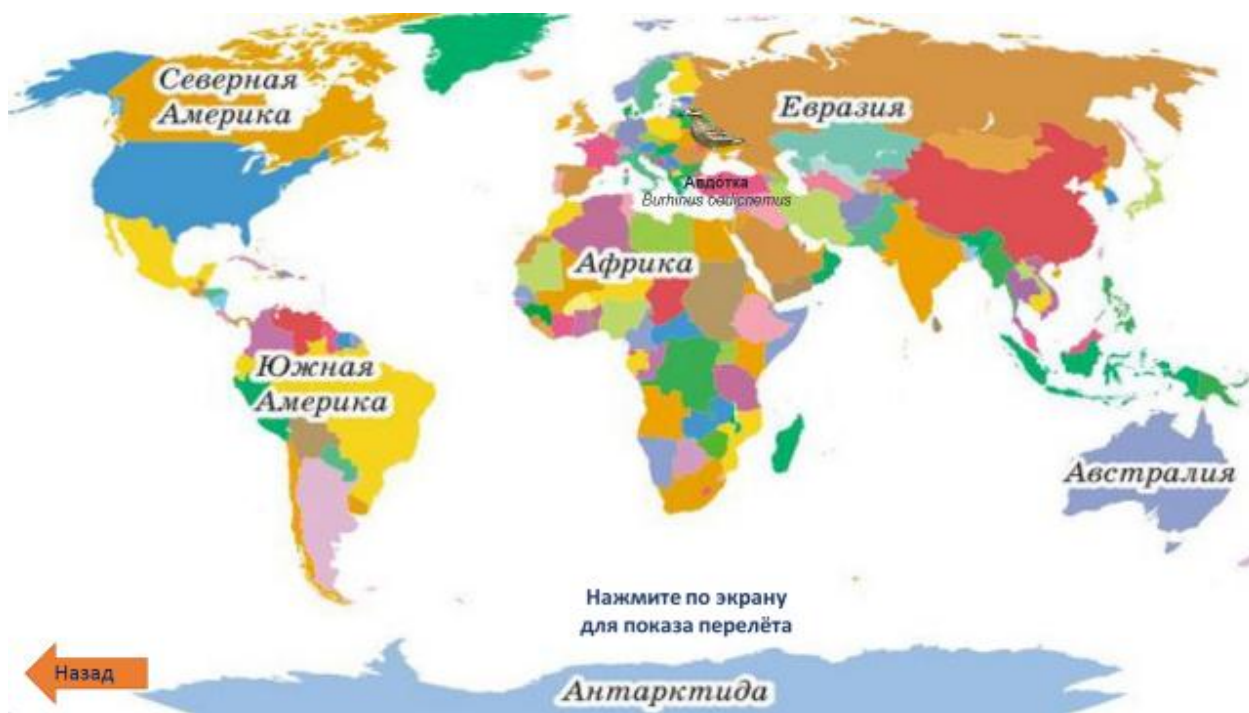 Северная
Америка
Евразия
Авдотка
Burhinus oedicnemus
Африка
Южная
Америка
Австралия
Нажмите по экрану
для показа перелёта
Назад
Антарктида